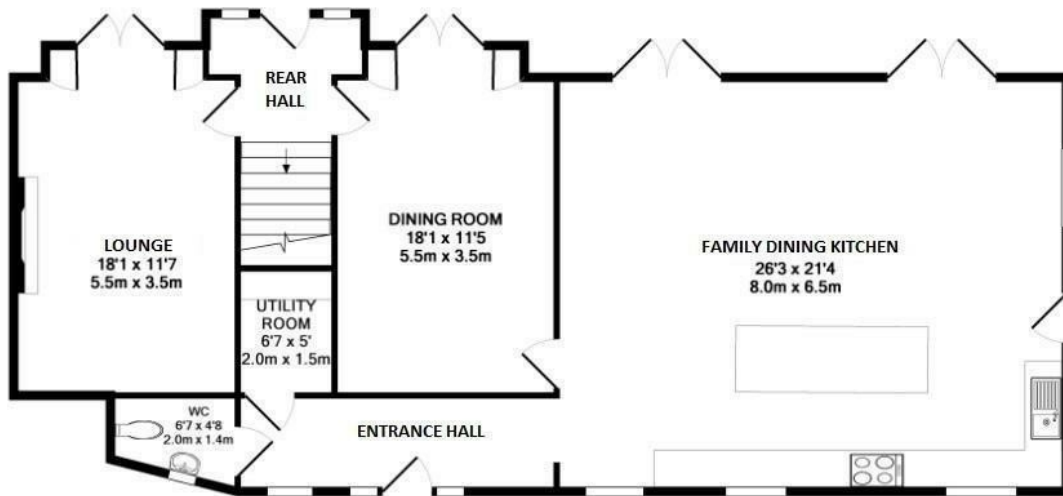 REAR
HALL
LOUNGE
18'1 x 11'7
5.5m x 3.5m
DINING ROOM
18'1 x 11'5
5.5m x 3.5m
FAMILY DINING KITCHEN
26'3 x 21'4
8.0m x 6.5m
UTILITY
ROOM
6'7 x 5'
2.0m x 1.5m
WC
6'7 x 4'8
2.0m x 1.4m
ENTRANCE HALL